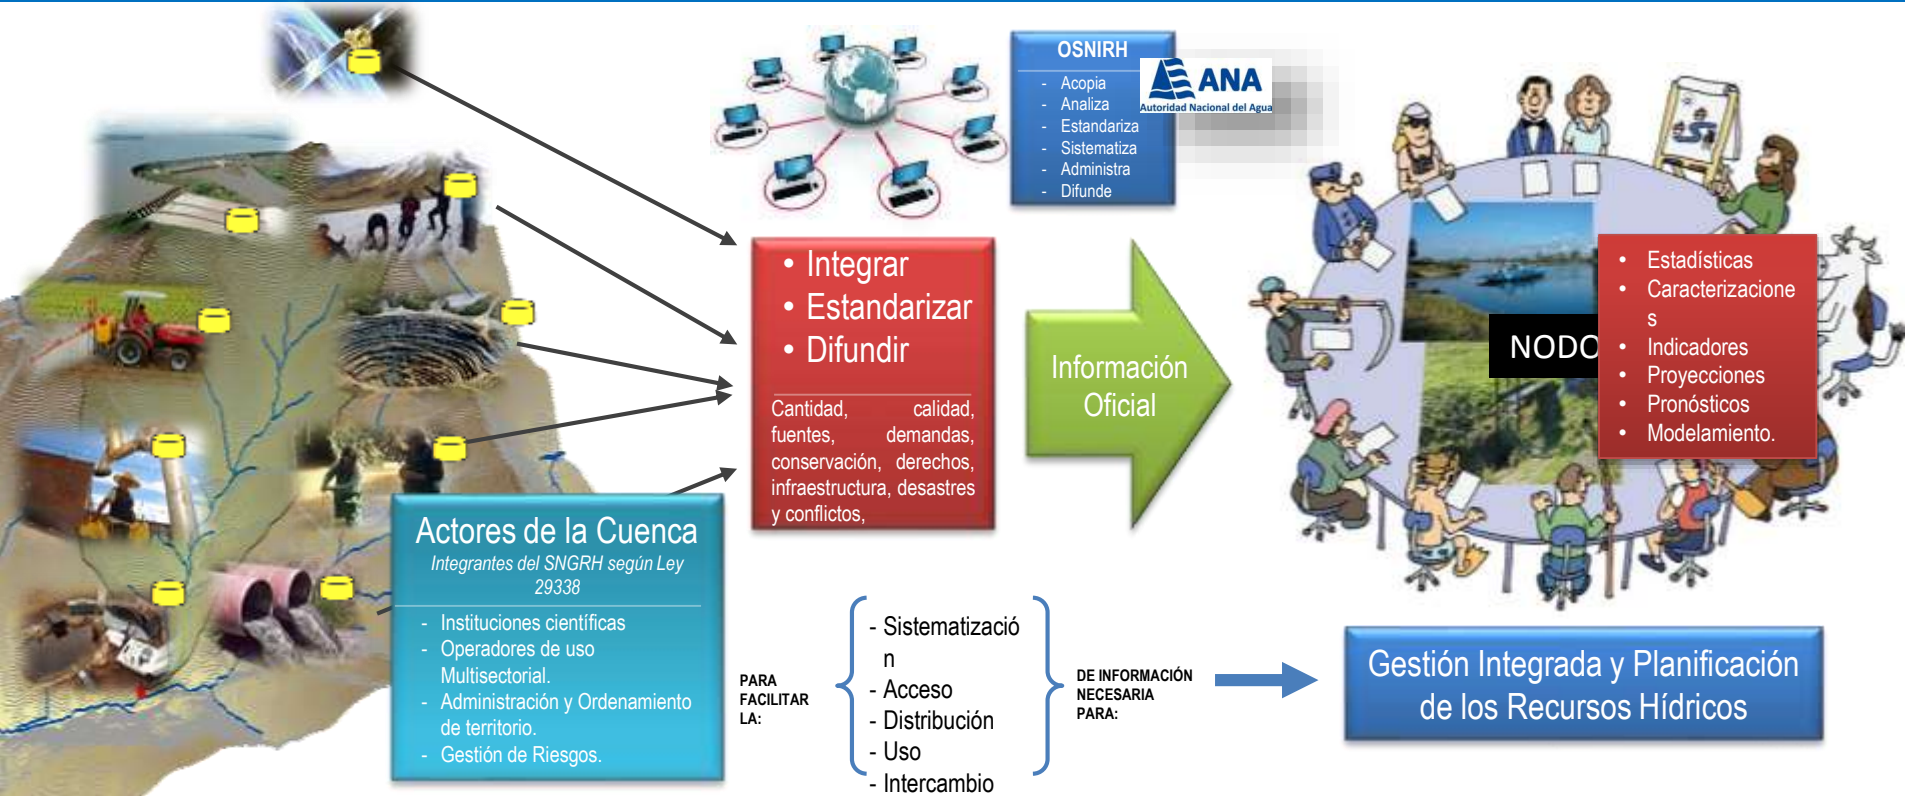 OSNIRH
- Acopia
- Analiza
- Estandariza
- Sistematiza
- Administra
- Difunde
ANA
Autoridad Nacional del Agua
• Integrar
• Estandarizar
• Difundir
Cantidad, calidad,
fuentes, demandas,
conservación, derechos,
infraestructura, desastres
y conflictos,
Información
Oficial
NODO
• Estadísticas
• Caracterizacione
s
• Indicadores
• Proyecciones
• Pronósticos
• Modelamiento.
Actores de la Cuenca
Integrantes del SNGRH según Ley
29338
- Instituciones científicas
- Operadores de uso
Multisectorial.
- Administración y Ordenamiento
de territorio.
- Gestión de Riesgos.
PARA
FACILITAR
LA:
- Sistematizació
n
- Acceso
- Distribución
- Uso
- Intercambio
DE INFORMACIÓN
NECESARIA
PARA:
Gestión Integrada y Planificación
de los Recursos Hídricos